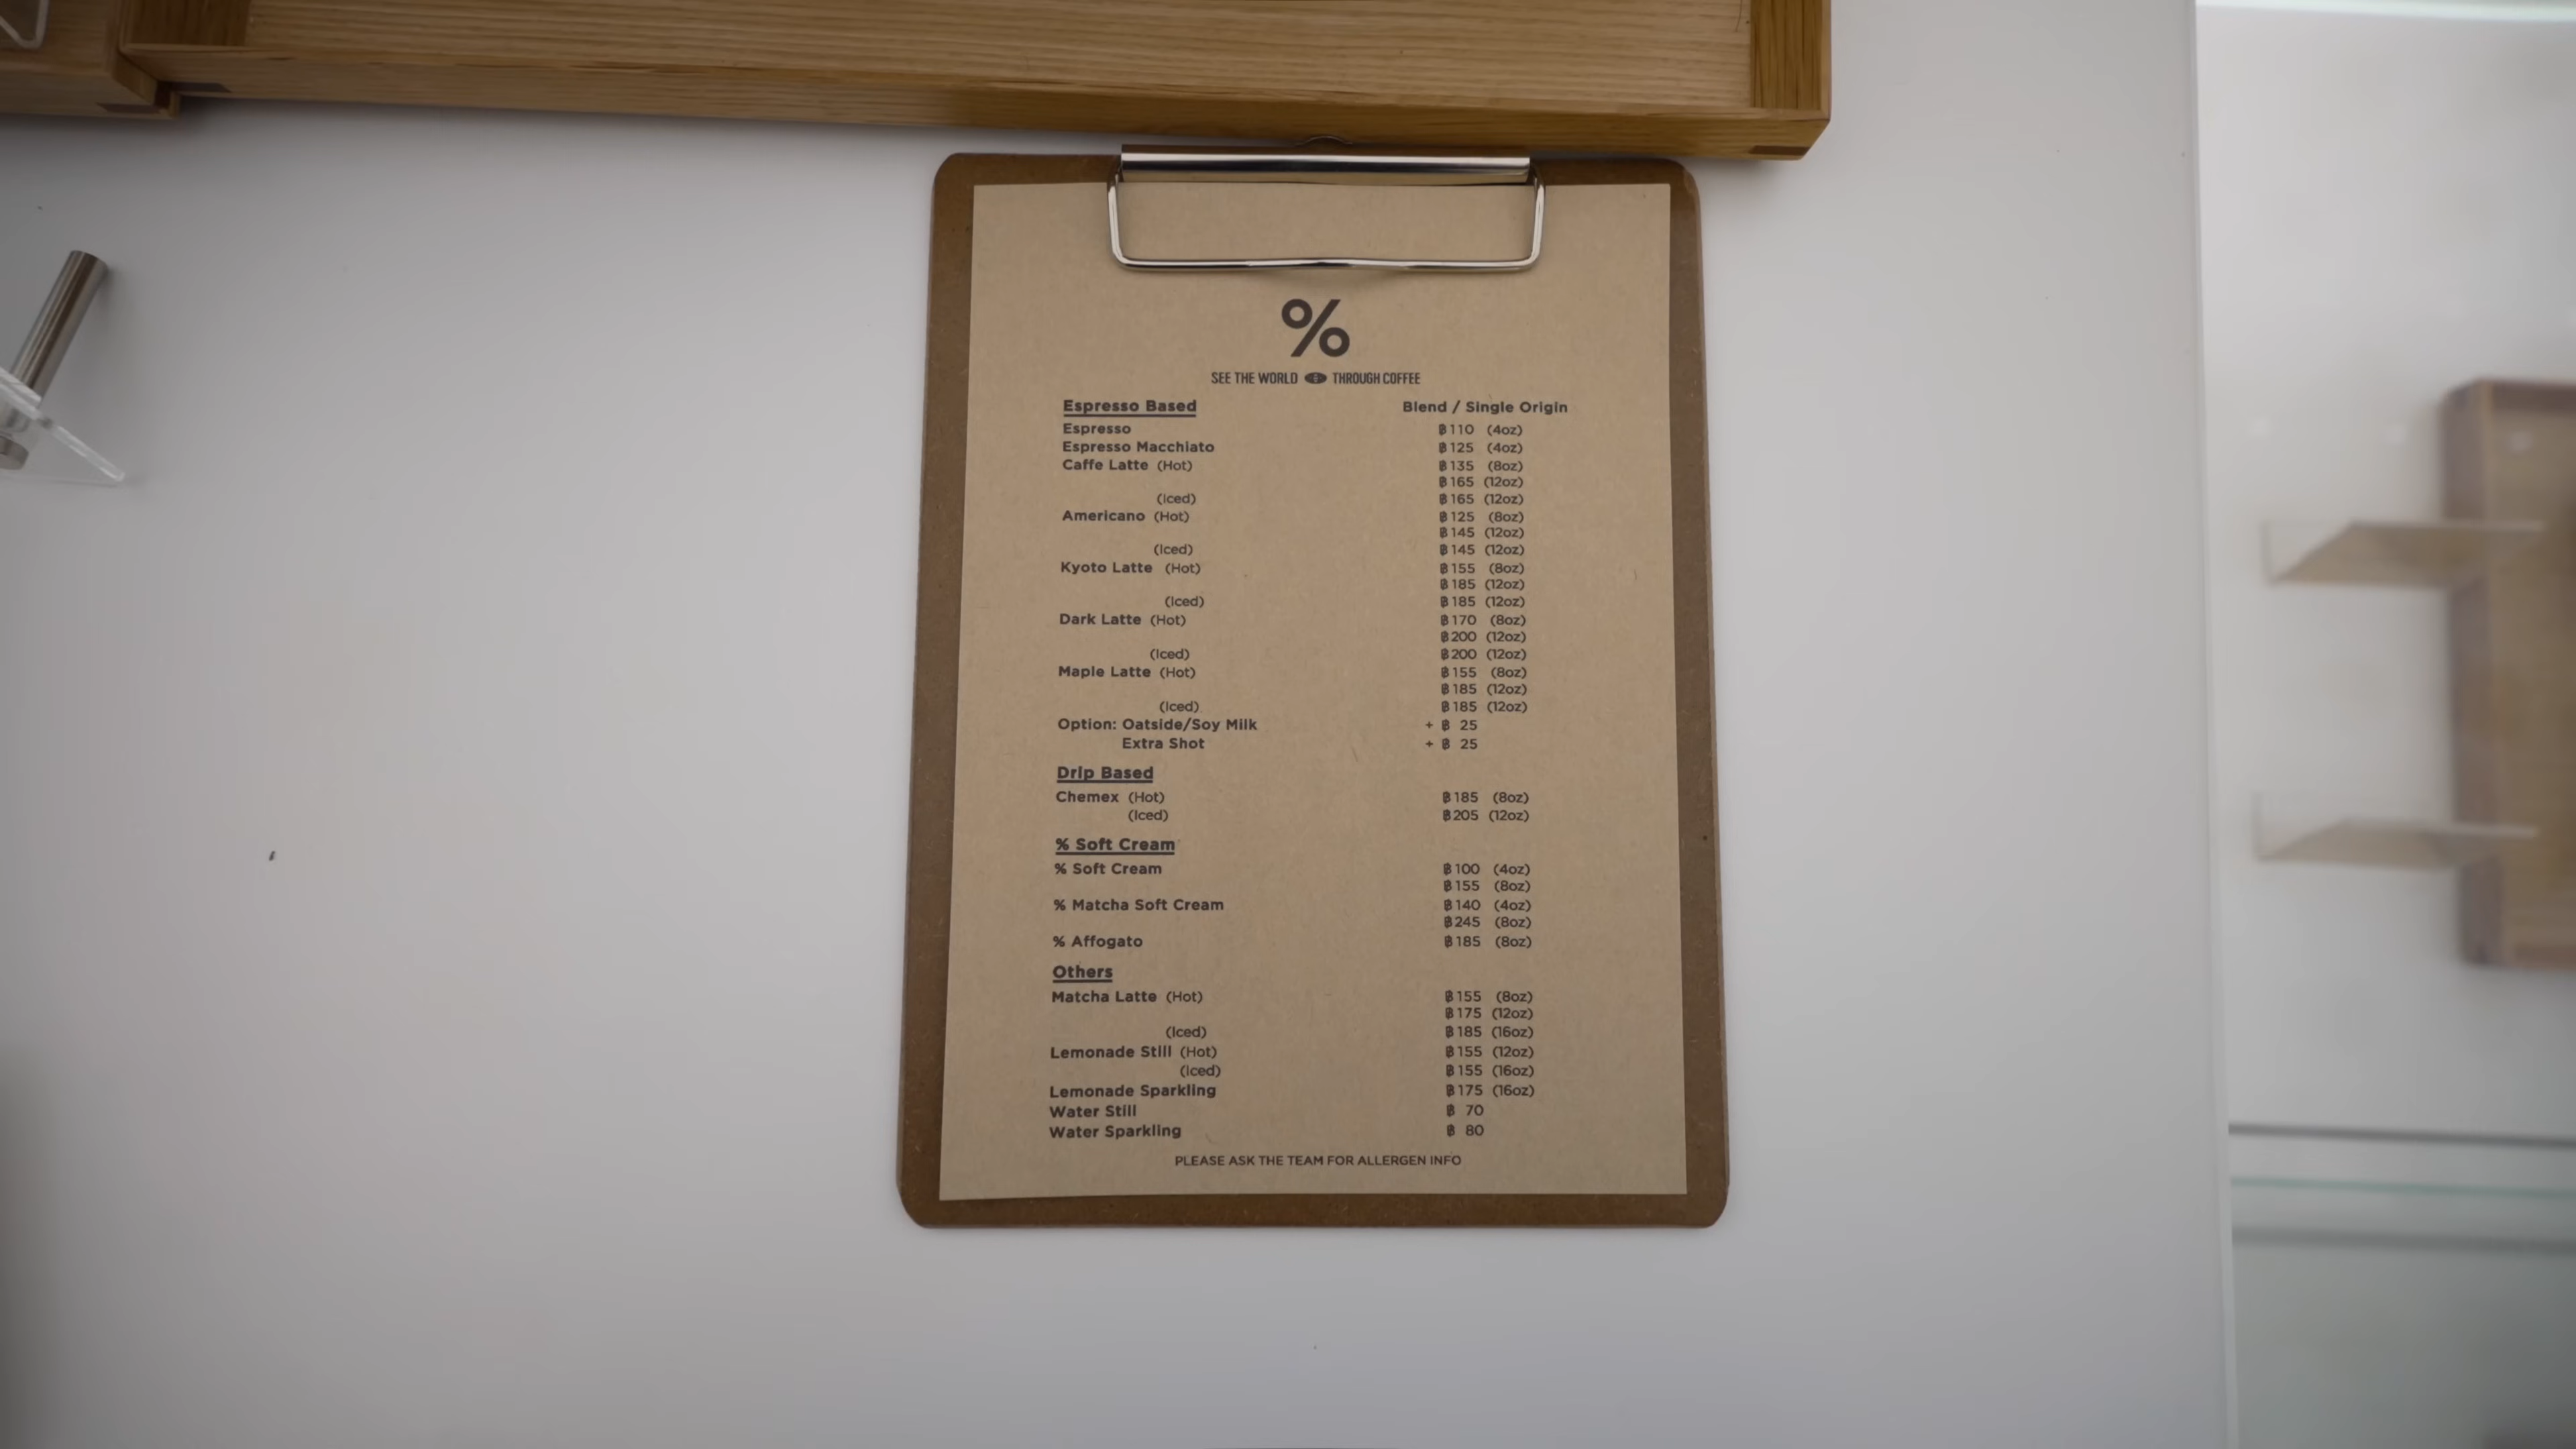 %
SEE THE WORLD THROUGH COFFEE
Espresso Based Blend / Single Origin
Espresso ฿110 (4oz)
Espresso Macchiato ฿125 (4oz)
Caffe Latte (Hot) ฿135 (8oz)
฿165 (12oz)
(Iced) ฿165 (12oz)
Americano (Hot) ฿125 (8oz)
฿145 (12oz)
(Iced) ฿145 (12oz)
Kyoto Latte (Hot) ฿155 (8oz)
฿185 (12oz)
(Iced) ฿185 (12oz)
Dark Latte (Hot) ฿170 (8oz)
฿200 (12oz)
(Iced) ฿200 (12oz)
Maple Latte (Hot) ฿155 (8oz)
฿185 (12oz)
(Iced) ฿185 (12oz)
Option: Oatside/Soy Milk + ฿ 25
Extra Shot + ฿ 25
Drip Based
Chemex (Hot) ฿185 (8oz)
(Iced) ฿205 (12oz)
% Soft Cream
% Soft Cream ฿100 (4oz)
฿155 (8oz)
% Matcha Soft Cream ฿140 (4oz)
฿245 (8oz)
% Affogato ฿185 (8oz)
Others
Matcha Latte (Hot) ฿155 (8oz)
฿175 (12oz)
(Iced) ฿185 (16oz)
Lemonade Still (Hot) ฿155 (12oz)
(Iced) ฿155 (16oz)
Lemonade Sparkling ฿175 (16oz)
Water Still ฿ 70
Water Sparkling ฿ 80
PLEASE ASK THE TEAM FOR ALLERGEN INFO